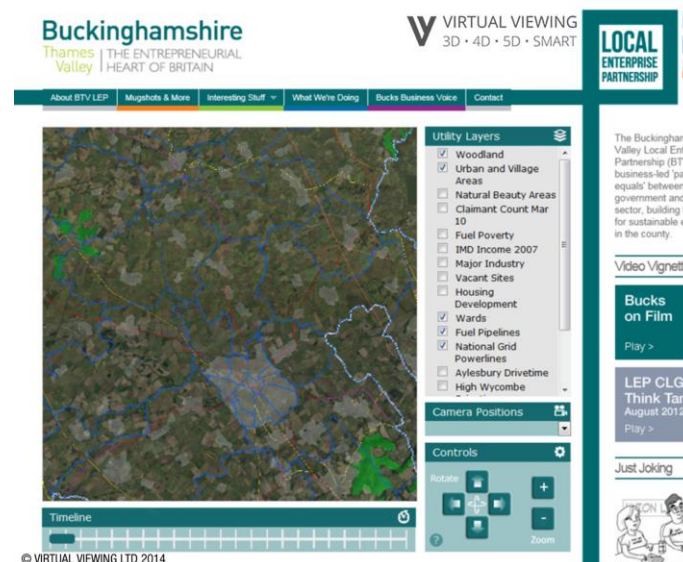 Buckinghamshire
Thames Valley | THE ENTREPRENEURIAL HEART OF BRITAIN
VIRTUAL VIEWING
3D • 4D • 5D • SMART
LOCAL
ENTERPRISE
PARTNERSHIP
About BTV LEP
Mugshots & More
Interesting Stuff
What We're Doing
Bucks Business Voice
Contact
Utility Layers
Woodland
Urban and Village
Areas
Natural Beauty Areas
Claimant Count Mar
10
Fuel Poverty
IMD Income 2007
Major Industry
Vacant Sites
Housing
Development
Wards
Fuel Pipelines
National Grid
Powerlines
Aylesbury Drivetime
High Wycombe
Camera Positions
Controls
Rotate
+
-
Zoom
?
Timeline
© VIRTUAL VIEWING LTD 2014
The Buckingham
Valley Local Ent
Partnership (BT
business-led 'pa
equals' between
government and
sector, building
for sustainable e
in the county.
Video Vignett
Bucks
on Film
Play >
LEP CLG
Think Tan
August 2012
Play >
Just Joking